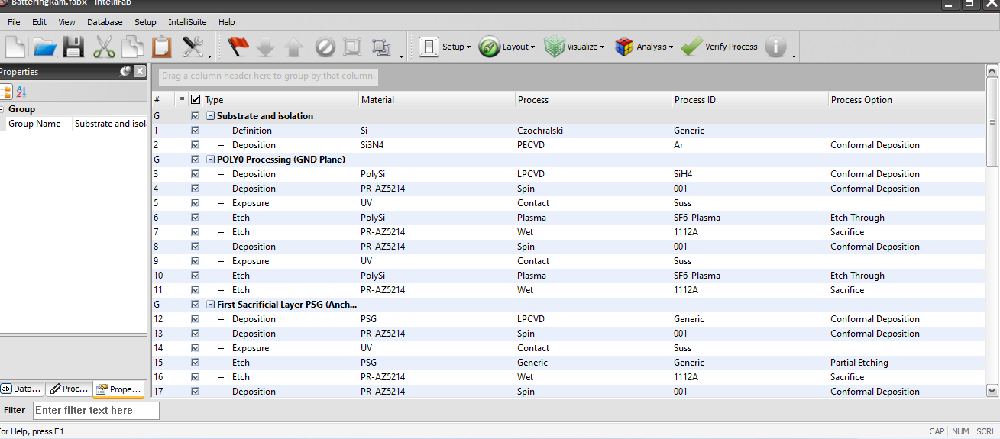 BatteringRam.fabx - IntelliFab
File Edit View Database Setup IntelliSuite Help
Setup Layout Visualize Analysis Verify Process
Properties
Group
Group Name Substrate and isol
Drag a column header here to group by that column.
# Type Material Process Process ID Process Option
G Substrate and isolation
1 Definition Si Czochralski Generic
2 Deposition Si3N4 PECVD Ar Conformal Deposition
G POLY0 Processing (GND Plane)
3 Deposition PolySi LPCVD SiH4 Conformal Deposition
4 Deposition PR-AZ5214 Spin 001 Conformal Deposition
5 Exposure UV Contact Suss
6 Etch PolySi Plasma SF6-Plasma Etch Through
7 Etch PR-AZ5214 Wet 1112A Sacrifice
8 Deposition PR-AZ5214 Spin 001 Conformal Deposition
9 Exposure UV Contact Suss
10 Etch PolySi Plasma SF6-Plasma Etch Through
11 Etch PR-AZ5214 Wet 1112A Sacrifice
G First Sacrificial Layer PSG (Anch...
12 Deposition PSG LPCVD Generic Conformal Deposition
13 Deposition PR-AZ5214 Spin 001 Conformal Deposition
14 Exposure UV Contact Suss
15 Etch PSG Generic Generic Partial Etching
16 Etch PR-AZ5214 Wet 1112A Sacrifice
17 Deposition PR-AZ5214 Spin 001 Conformal Deposition
ab Data... Proc... Prope...
Filter Enter filter text here
For Help, press F1 CAP NUM SCRL